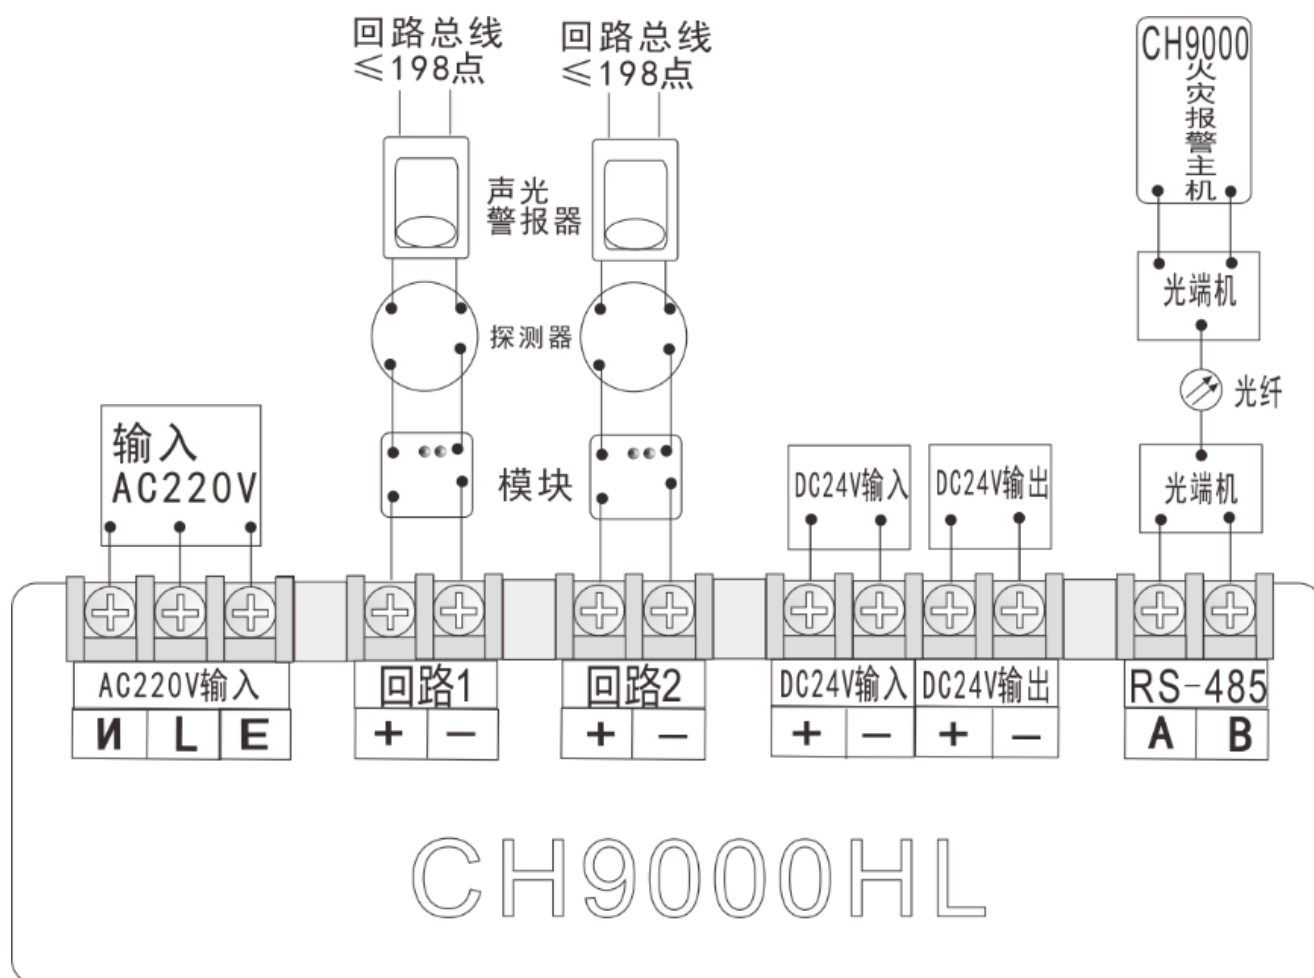 回路总线
≤198点
回路总线
≤198点
CH9000
火灾报警主机
声光
警报器
光端机
探测器
光纤
输入
AC220V
模块
DC24V输入
DC24V输出
光端机
AC220V输入
回路1
回路2
DC24V输入
DC24V输出
RS-485
И L E
+ −
+ −
+ −
+ −
A B
CH9000HL